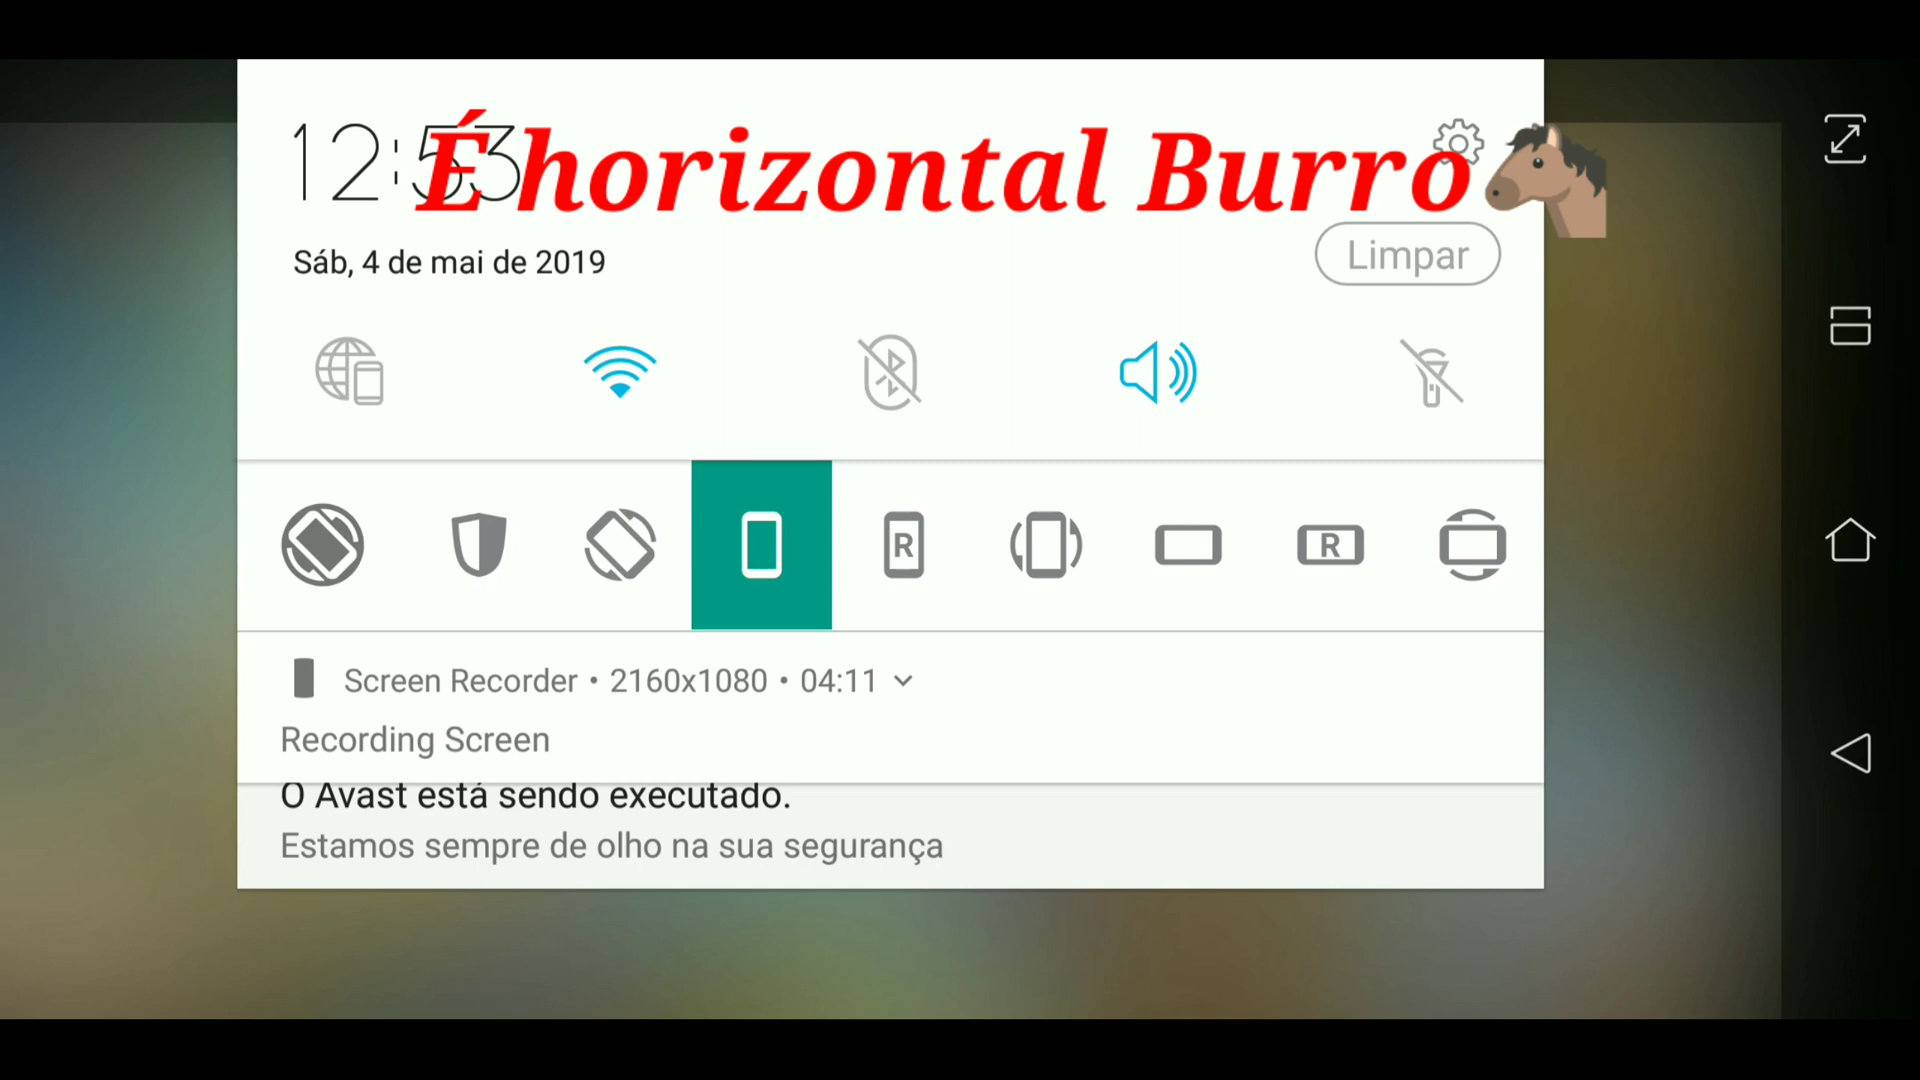 12:53
É horizontal Burro
Sáb, 4 de mai de 2019
Limpar
R
R
Screen Recorder • 2160x1080 • 04:11
Recording Screen
O Avast está sendo executado.
Estamos sempre de olho na sua segurança